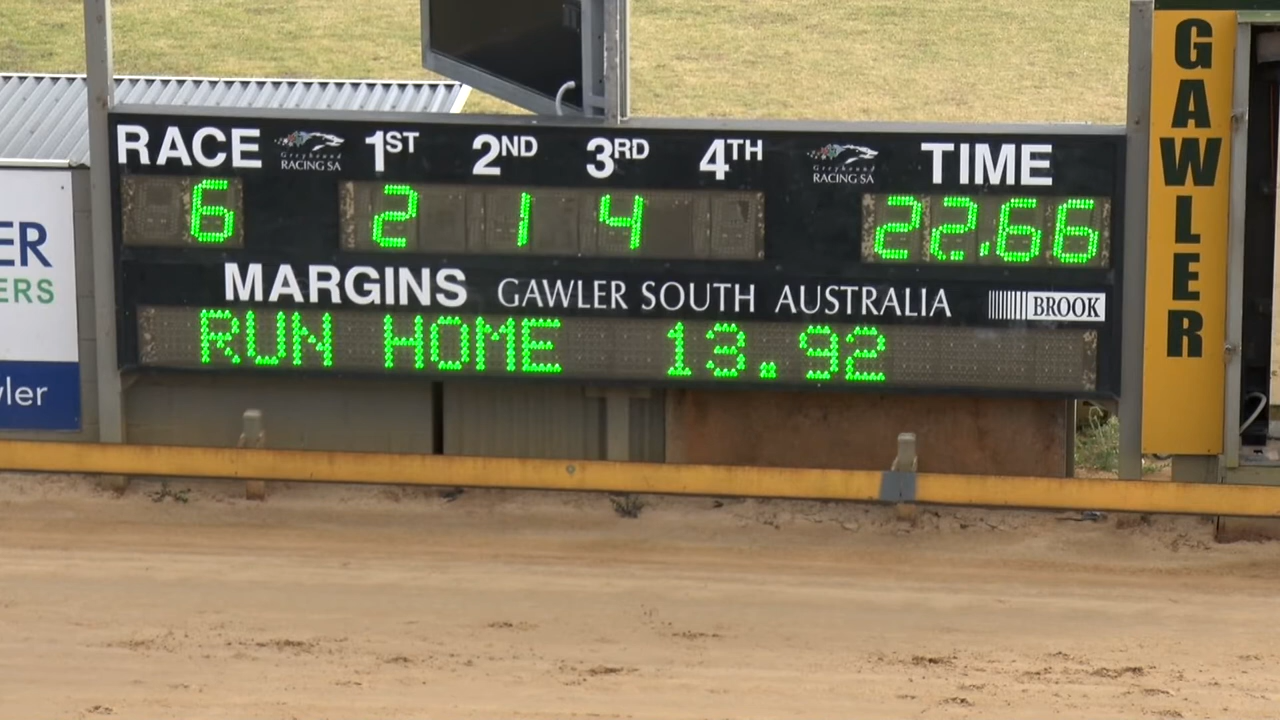 RACE Greyhound RACING SA 1ST 2ND 3RD 4TH Greyhound RACING SA TIME
6 2 1 4 22.66
MARGINS GAWLER SOUTH AUSTRALIA BROOK
RUN HOME 13.92
GAWLER
ER
ERS
ler